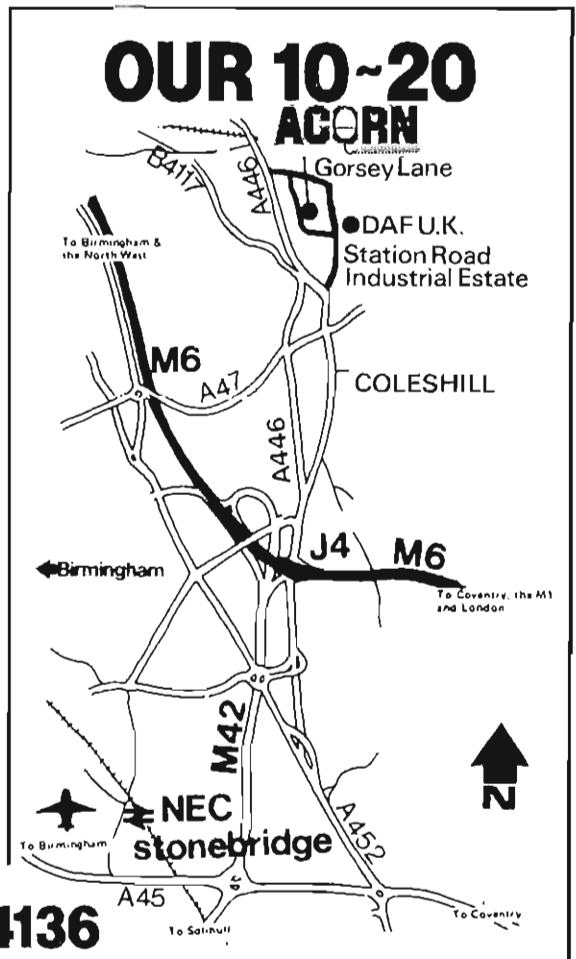 OUR 10~20
ACORN
Gorsey Lane
B4117
A446
DAF U.K.
Station Road
Industrial Estate
To Birmingham &
the North West
M6
A47
COLESHILL
A446
J4
M6
Birmingham
To Coventry, the M1
and London
M42
N
NEC
stonebridge
A452
To Birmingham
A45
To Solihull
To Coventry
4136